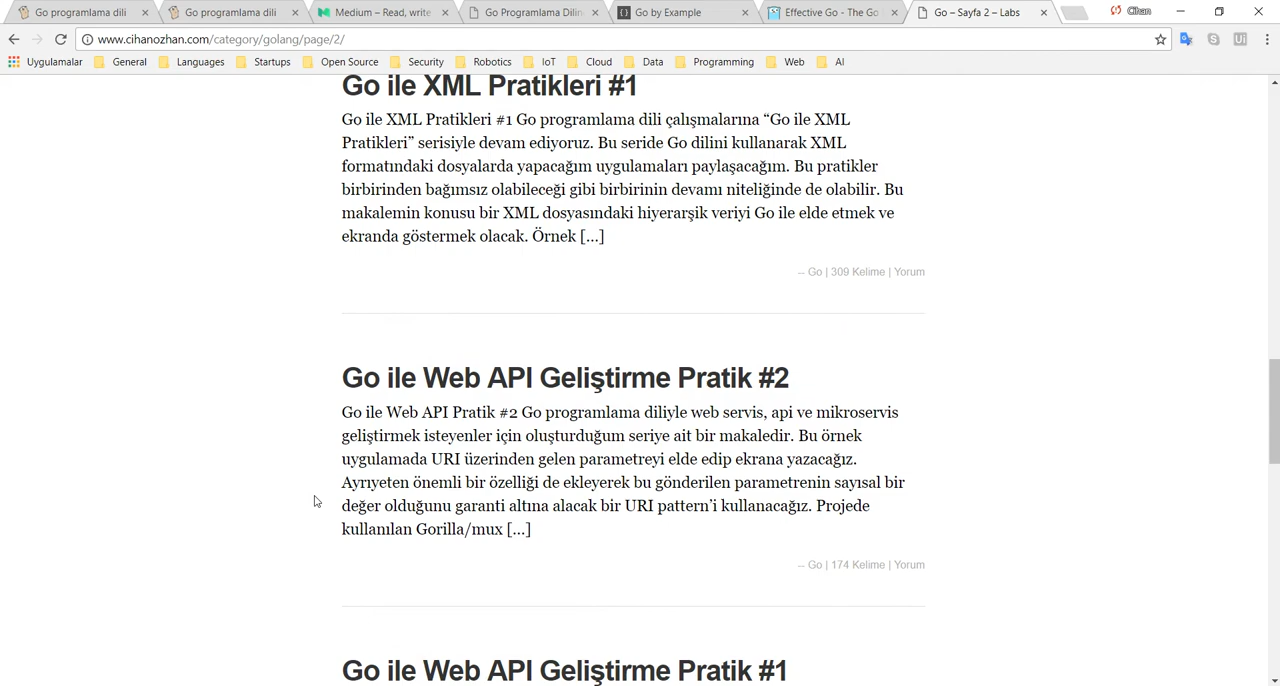 Go programlama dili
Go programlama dili
Medium – Read, write
Go Programlama Dilin
Go by Example
Effective Go - The Go
Go – Sayfa 2 – Labs
Cihan
www.cihanozhan.com/category/golang/page/2/
Uygulamalar
General
Languages
Startups
Open Source
Security
Robotics
IoT
Cloud
Data
Programming
Web
AI
Go ile XML Pratikleri #1
Go ile XML Pratikleri #1 Go programlama dili çalışmalarına “Go ile XML
Pratikleri” serisiyle devam ediyoruz. Bu seride Go dilini kullanarak XML
formatındaki dosyalarda yapacağım uygulamaları paylaşacağım. Bu pratikler
birbirinden bağımsız olabileceği gibi birbirinin devamı niteliğinde de olabilir. Bu
makalemin konusu bir XML dosyasındaki hiyerarşik veriyi Go ile elde etmek ve
ekranda göstermek olacak. Örnek [...]
-- Go | 309 Kelime | Yorum
Go ile Web API Geliştirme Pratik #2
Go ile Web API Pratik #2 Go programlama diliyle web servis, api ve mikroservis
geliştirmek isteyenler için oluşturduğum seriye ait bir makaledir. Bu örnek
uygulamada URI üzerinden gelen parametreyi elde edip ekrana yazacağız.
Ayrıyeten önemli bir özelliği de ekleyerek bu gönderilen parametrenin sayısal bir
değer olduğunu garanti altına alacak bir URI pattern’i kullanacağız. Projede
kullanılan Gorilla/mux [...]
-- Go | 174 Kelime | Yorum
Go ile Web API Geliştirme Pratik #1